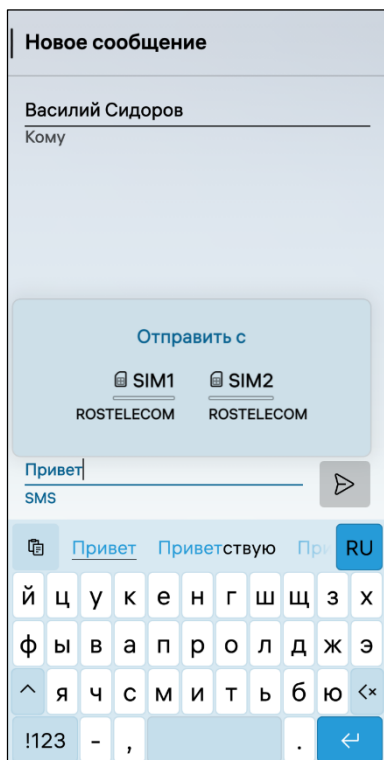 Новое сообщение
Василий Сидоров
Кому
Отправить с
SIM1 SIM2
ROSTELECOM ROSTELECOM
Привет
SMS
Привет Приветствую При RU
й ц у к е н г ш щ з х
ф ы в а п р о л д ж э
я ч с м и т ь б ю
!123 - , .